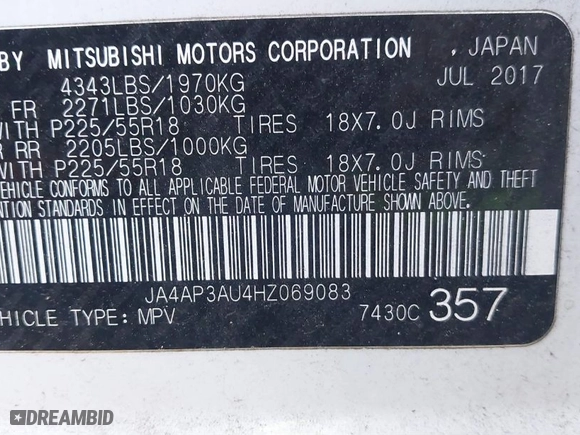 BY MITSUBISHI MOTORS CORPORATION , JAPAN
4343LBS/1970KG JUL 2017
FR 2271LBS/1030KG
WITH P225/55R18 TIRES 18X7.0J RIMS
RR 2205LBS/1000KG
WITH P225/55R18 TIRES 18X7.0J RIMS
VEHICLE CONFORMS TO ALL APPLICABLE FEDERAL MOTOR VEHICLE SAFETY AND THEFT
NTION STANDARDS IN EFFECT ON THE DATE OF MANUFACTURE SHOWN ABOVE.
JA4AP3AU4HZ069083
EHICLE TYPE: MPV 7430C 357
DREAMBID